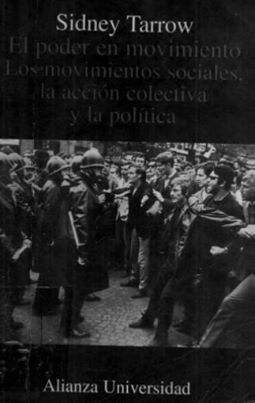 Sidney Tarrow
El poder en movimiento
Los movimientos sociales,
la acción colectiva
y la política
Alianza Universidad